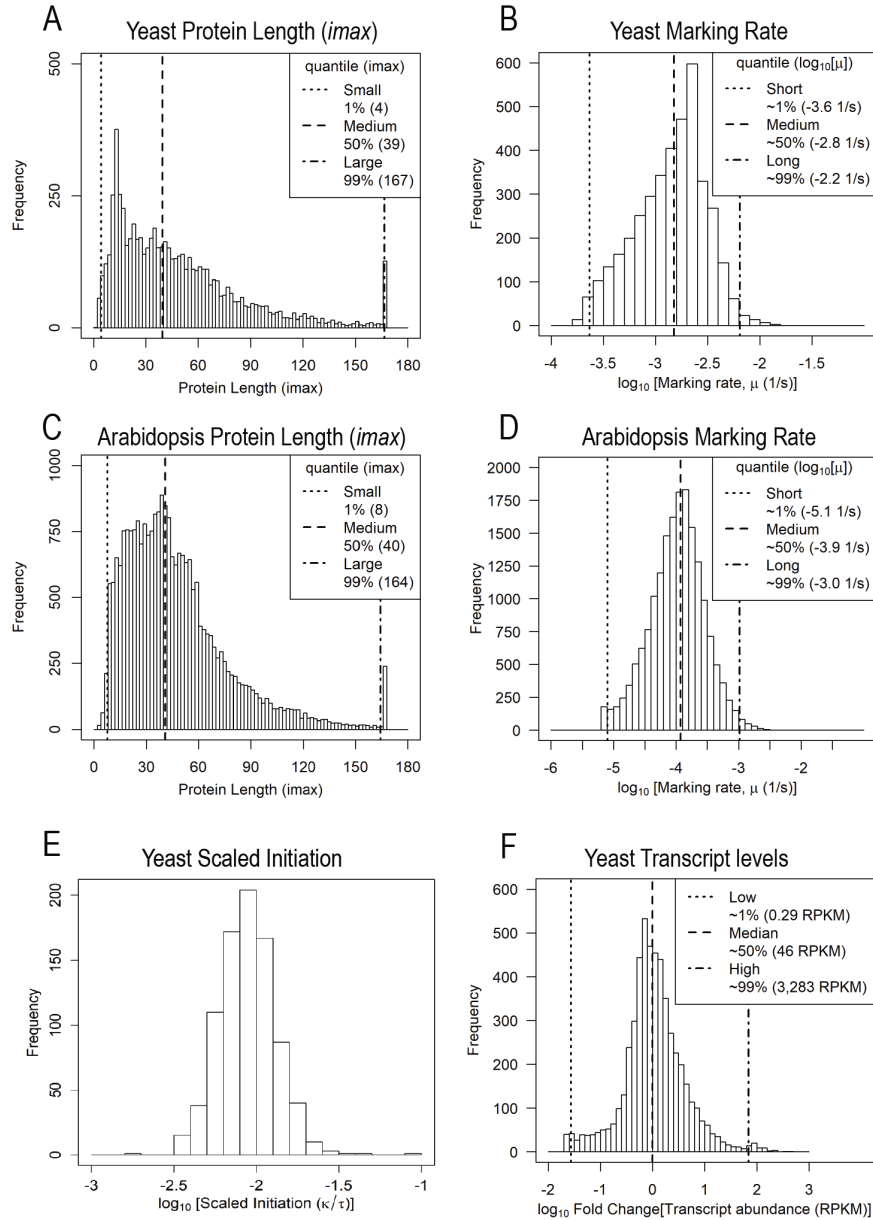 A
Yeast Protein Length (imax)
Frequency
500
250
0
quantile (imax)
Small
1% (4)
Medium
50% (39)
Large
99% (167)
0 30 60 90 120 150 180
Protein Length (imax)
B
Yeast Marking Rate
Frequency
600
500
400
300
200
100
0
quantile (log10[μ])
Short
~1% (-3.6 1/s)
Medium
~50% (-2.8 1/s)
Long
~99% (-2.2 1/s)
-4 -3.5 -3 -2.5 -2 -1.5
log10 [Marking rate, μ (1/s)]
C
Arabidopsis Protein Length (imax)
Frequency
1000
750
500
250
0
quantile (imax)
Small
1% (8)
Medium
50% (40)
Large
99% (164)
0 30 60 90 120 150 180
Protein Length (imax)
D
Arabidopsis Marking Rate
Frequency
2000
1750
1500
1250
1000
750
500
250
0
quantile (log10[μ])
Short
~1% (-5.1 1/s)
Medium
~50% (-3.9 1/s)
Long
~99% (-3.0 1/s)
-6 -5 -4 -3 -2 -1
log10 [Marking rate, μ (1/s)]
E
Yeast Scaled Initiation
Frequency
200
150
100
50
0
-3 -2.5 -2 -1.5 -1
log10 [Scaled Initiation (κ/τ)]
F
Yeast Transcript levels
Frequency
600
500
400
300
200
100
0
Low
~1% (0.29 RPKM)
Median
~50% (46 RPKM)
High
~99% (3,283 RPKM)
-2 -1 0 1 2 3
log10 Fold Change[Transcript abundance (RPKM)]